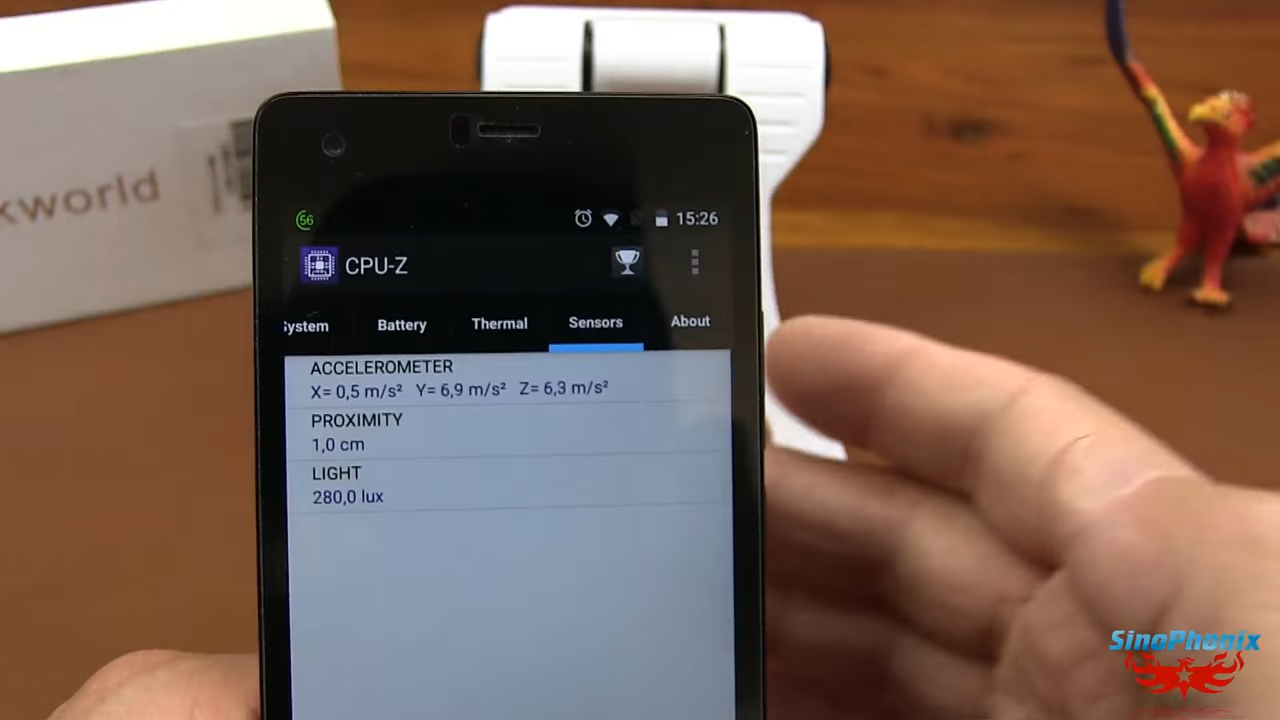 kworld
56
15:26
CPU-Z
System Battery Thermal Sensors About
ACCELEROMETER
X= 0,5 m/s² Y= 6,9 m/s² Z= 6,3 m/s²
PROXIMITY
1,0 cm
LIGHT
280,0 lux
SinoPhonix